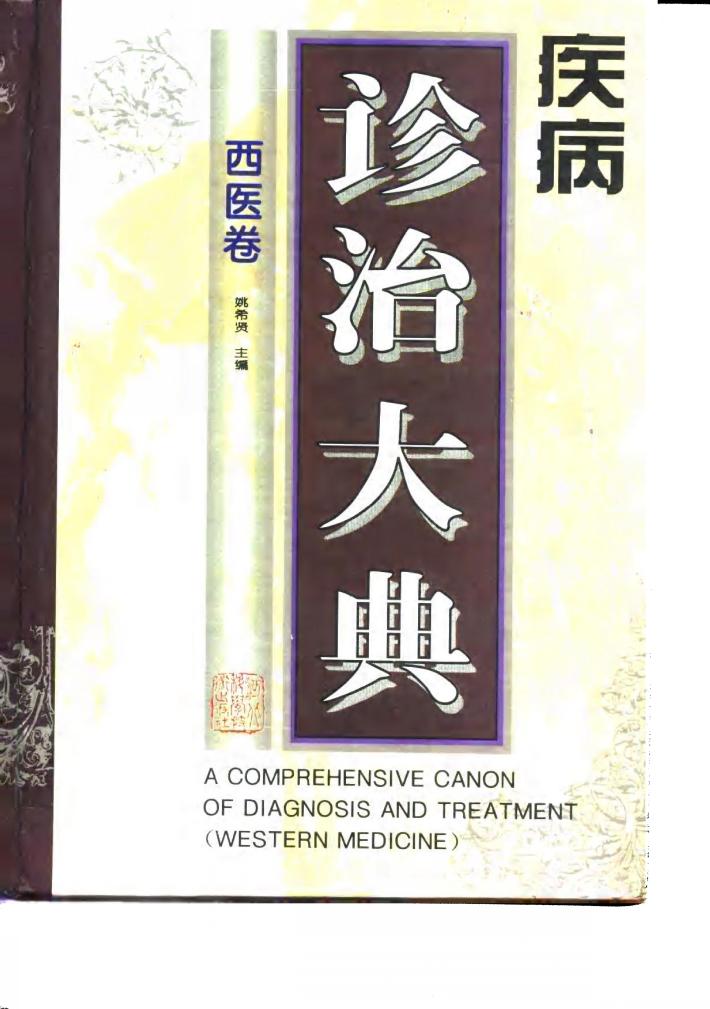 疾病
诊治大典
西医卷
姚希贤 主编
A COMPREHENSIVE CANON
OF DIAGNOSIS AND TREATMENT
(WESTERN MEDICINE)